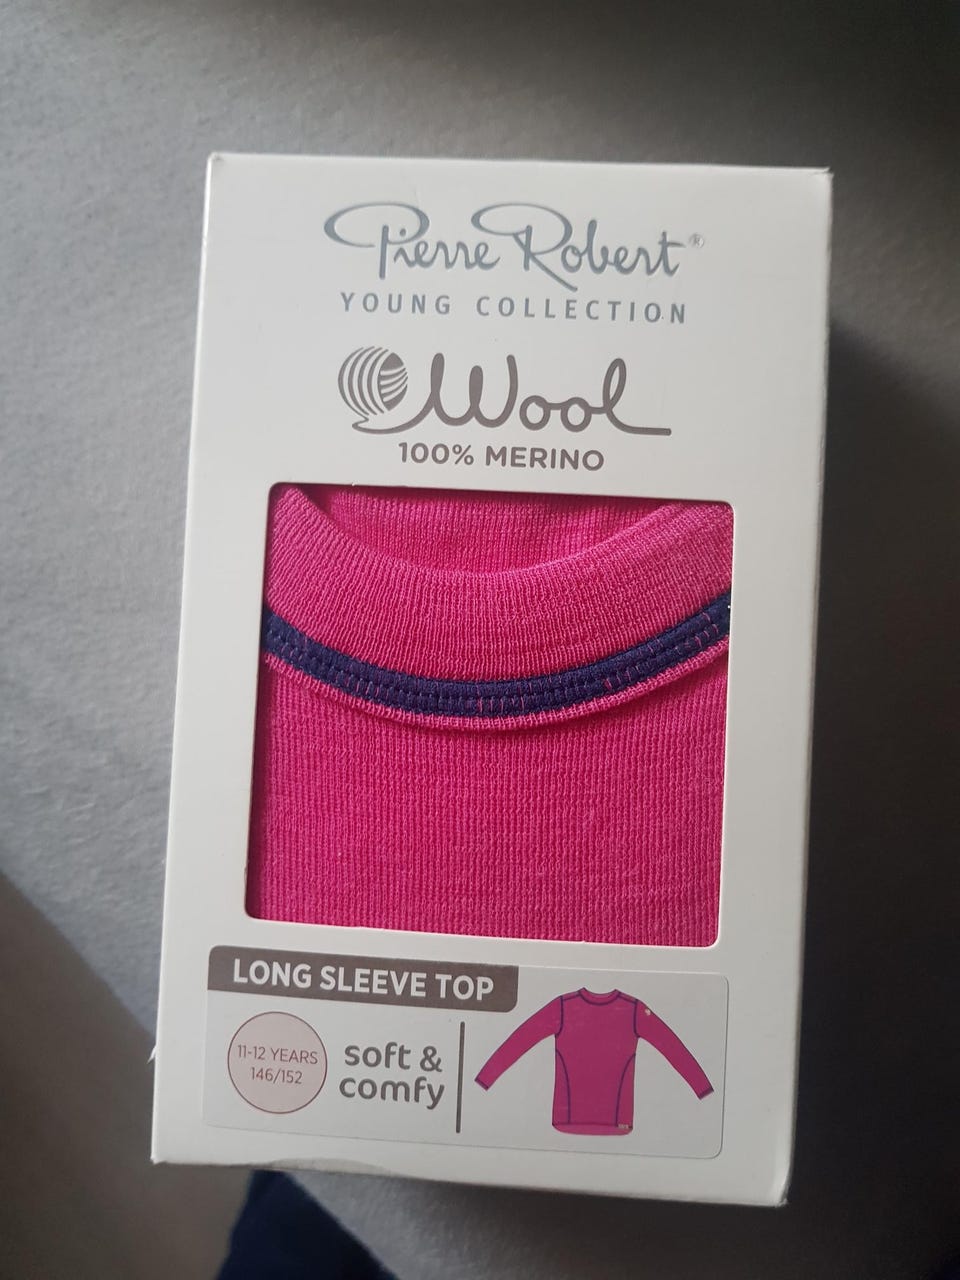 Pierre Robert®
YOUNG COLLECTION
Wool
100% MERINO
LONG SLEEVE TOP
11-12 YEARS
146/152
soft &
comfy